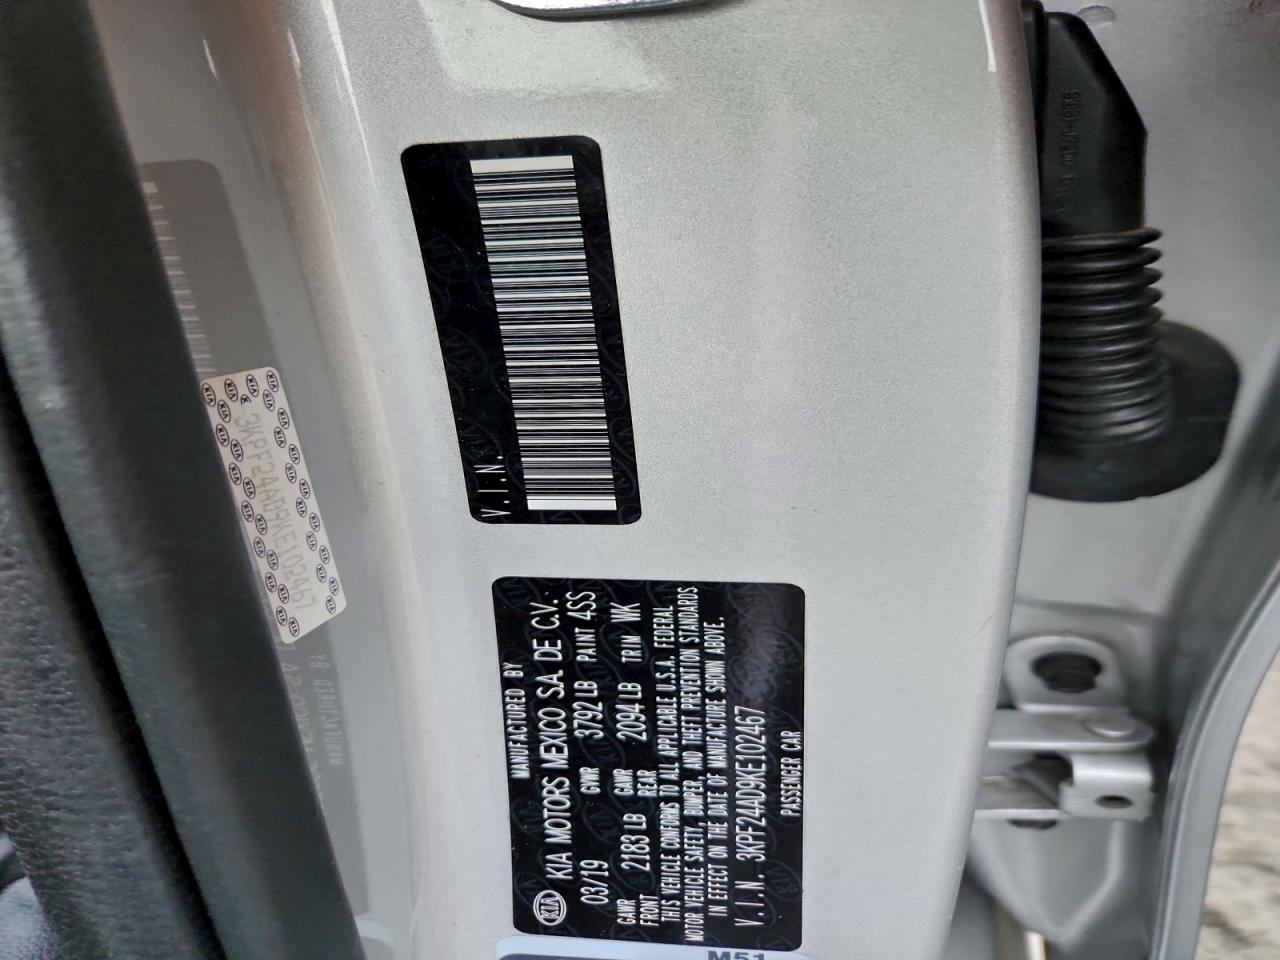 V.I.N.
KIA
MANUFACTURED BY
KIA MOTORS MEXICO S.A. DE C.V.
03/19 GVWR 3792 LB PAINT 4SS
GAWR FRONT 2183 LB GAWR REAR 2094 LB TRIM WK
THIS VEHICLE CONFORMS TO ALL APPLICABLE U.S.A. FEDERAL
MOTOR VEHICLE SAFETY, BUMPER, AND THEFT PREVENTION STANDARDS
IN EFFECT ON THE DATE OF MANUFACTURE SHOWN ABOVE.
V.I.N. 3KPF24AD9KE102467
PASSENGER CAR
3KPF24AD9KE102467
M51